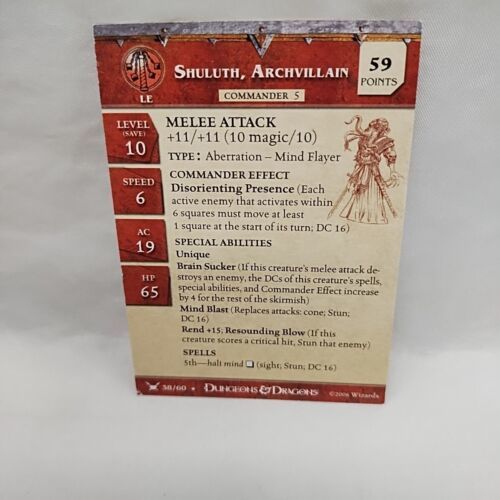 SHULUTH, ARCHVILLAIN
COMMANDER 5
59
POINTS
LE
LEVEL
(SAVE)
10
SPEED
6
AC
19
HP
65
MELEE ATTACK
+11/+11 (10 magic/10)
TYPE: Aberration – Mind Flayer
COMMANDER EFFECT
Disorienting Presence (Each
active enemy that activates within
6 squares must move at least
1 square at the start of its turn; DC 16)
SPECIAL ABILITIES
Unique
Brain Sucker (If this creature's melee attack de-
stroys an enemy, the DCs of this creature's spells,
special abilities, and Commander Effect increase
by 4 for the rest of the skirmish)
Mind Blast (Replaces attacks: cone; Stun;
DC 16)
Rend +15; Resounding Blow (If this
creature scores a critical hit, Stun that enemy)
SPELLS
5th—halt mind ❑ (sight; Stun; DC 16)
38/60 ★
DUNGEONS & DRAGONS
©2006 Wizards